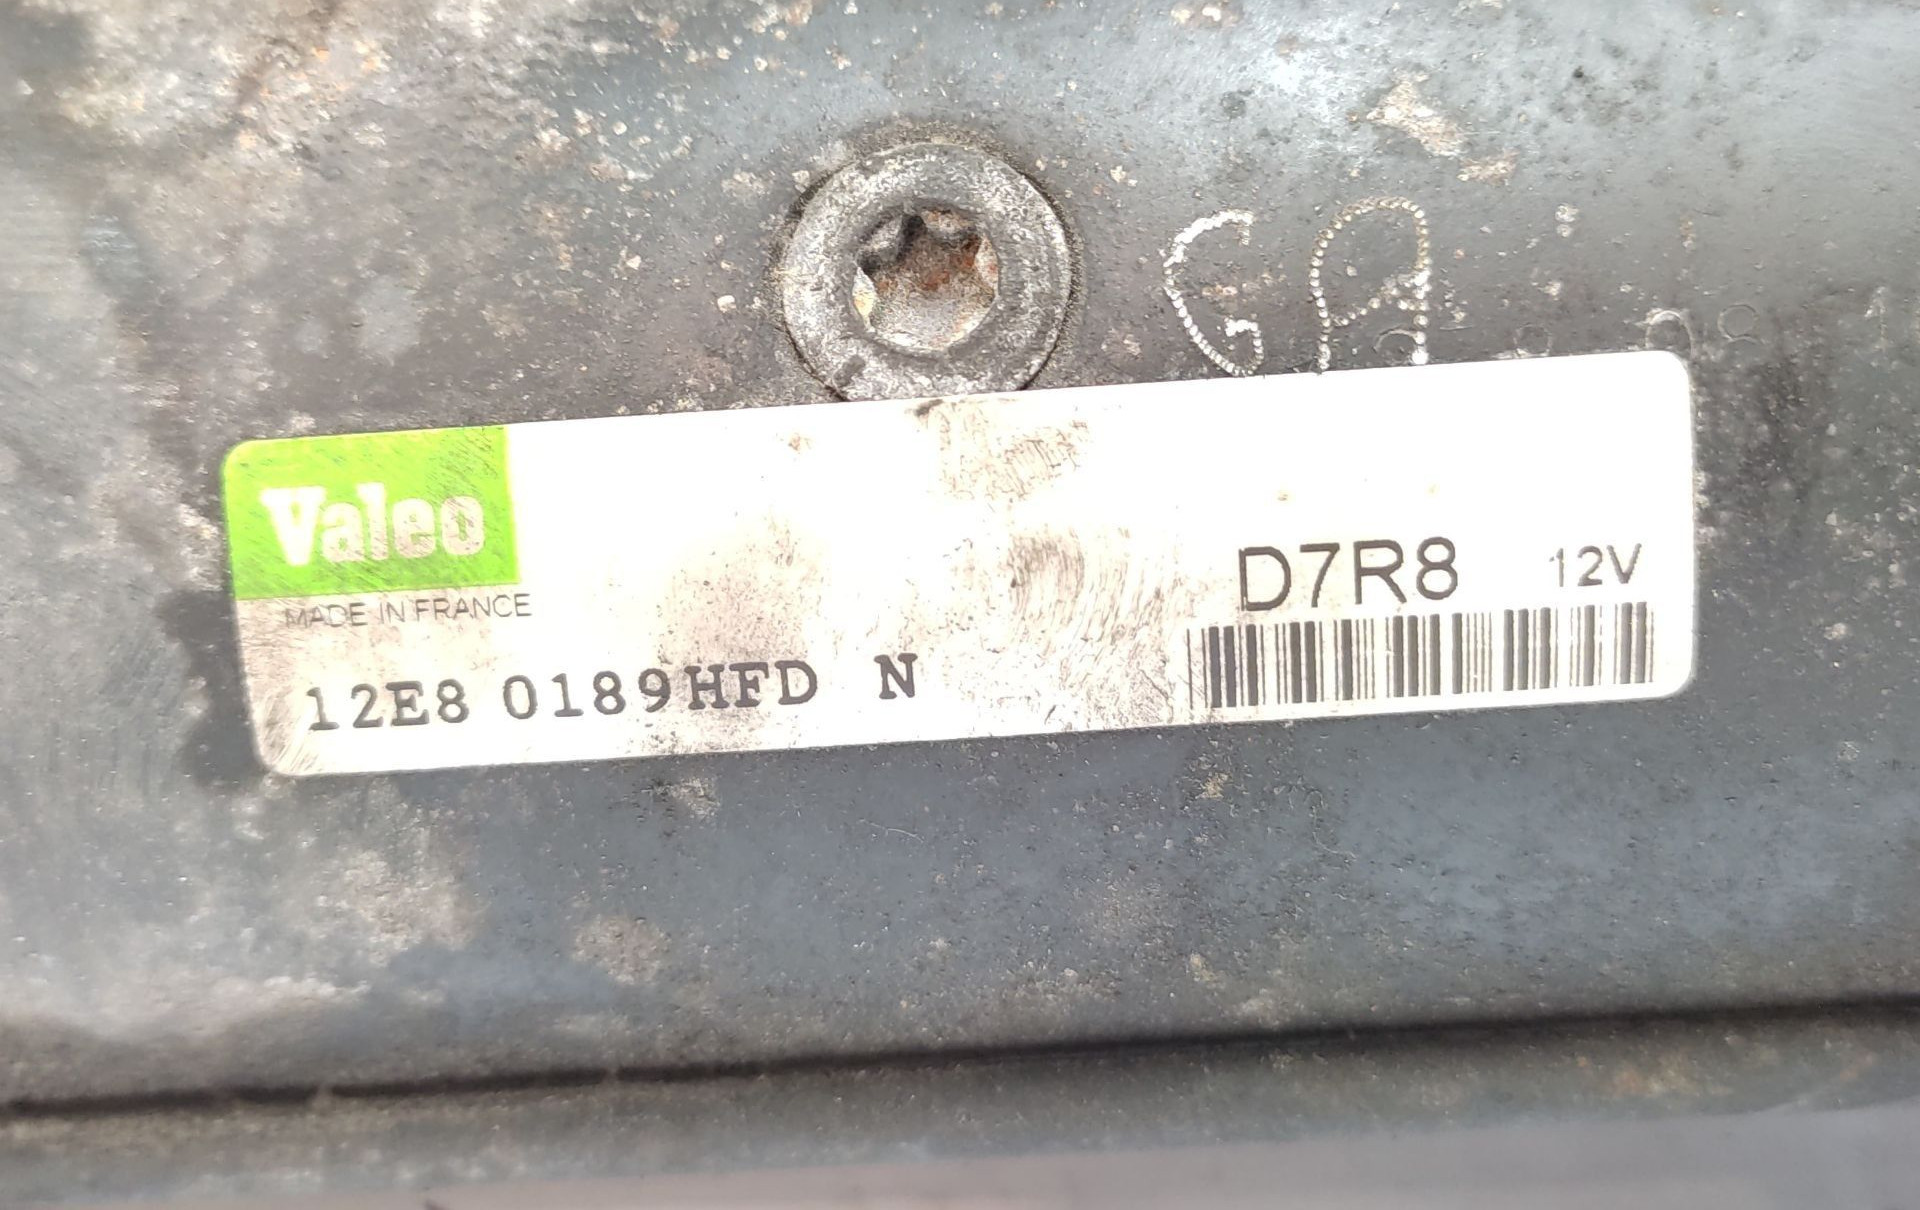 GA
Valeo
MADE IN FRANCE
D7R8 12V
12E8 0189HFD N